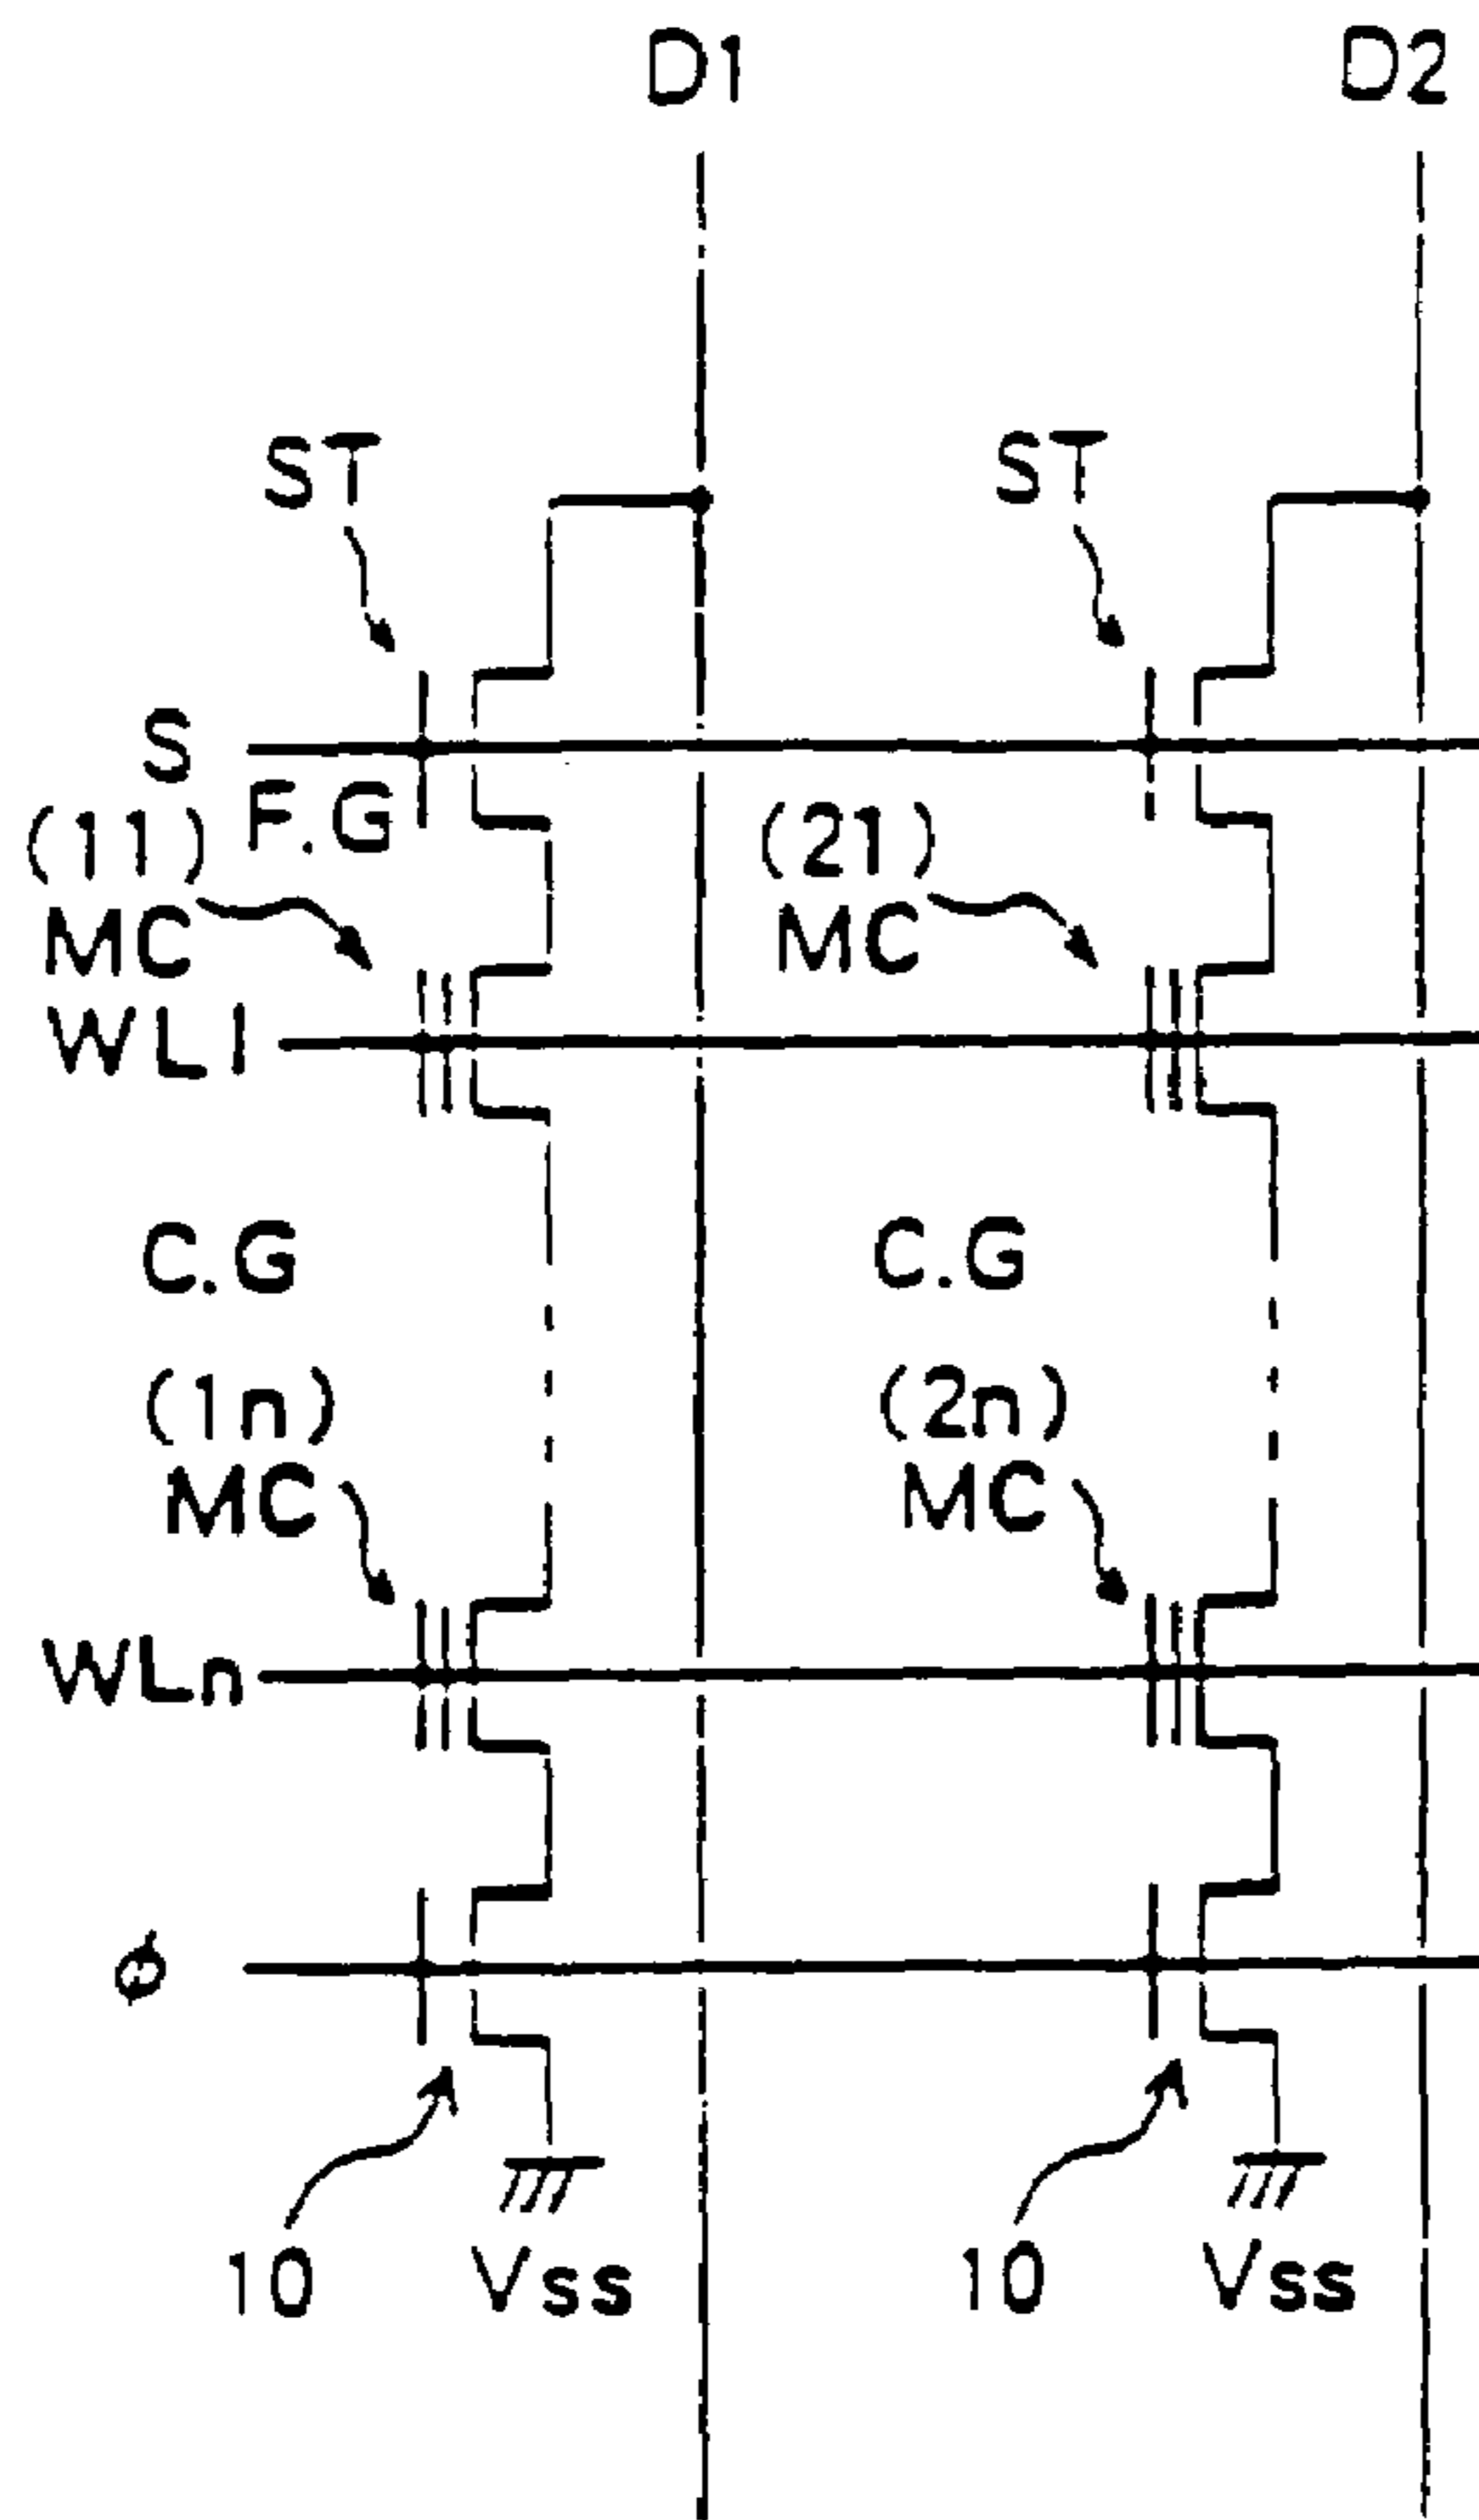 D1 D2
ST ST
S
F.G
(11) (21)
MC MC
WL1
C.G C.G
(1n) (2n)
MC MC
WLn
ø
10 Vss 10 Vss